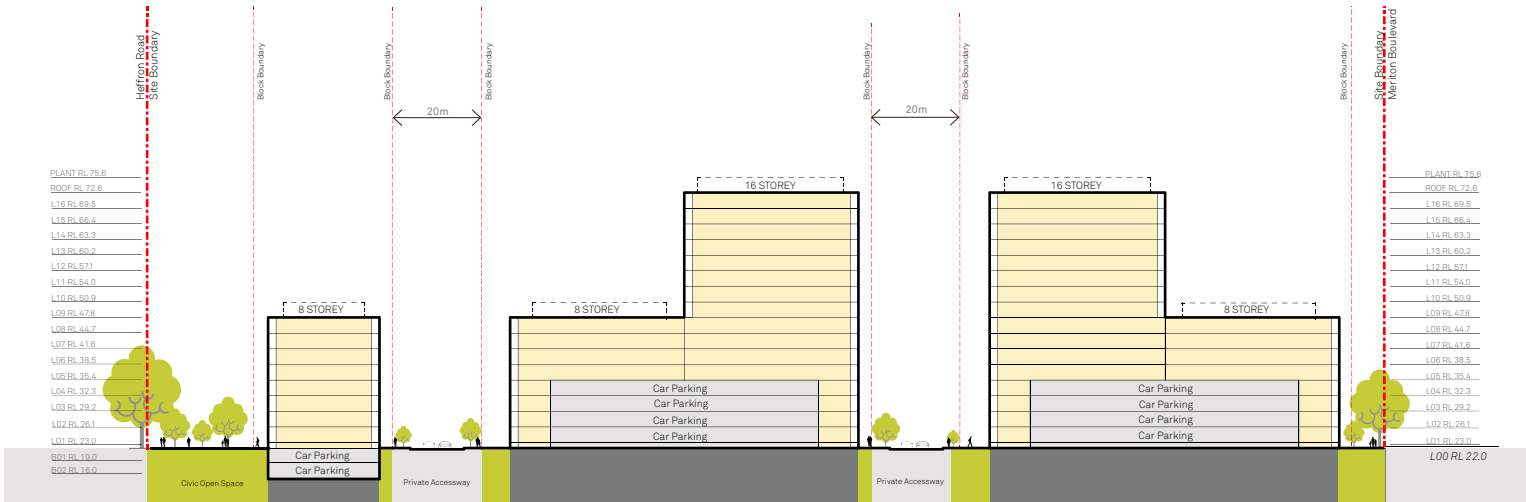 Heffron Road
Site Boundary
Block Boundary
Block Boundary
Block Boundary
Block Boundary
Block Boundary
Block Boundary
Site Boundary
Meriton Boulevard
20m
20m
PLANT RL 75.6
ROOF RL 72.6
L16 RL 69.5
L15 RL 66.4
L14 RL 63.3
L13 RL 60.2
L12 RL 57.1
L11 RL 54.0
L10 RL 50.9
L09 RL 47.8
L08 RL 44.7
L07 RL 41.6
L06 RL 38.5
L05 RL 35.4
L04 RL 32.3
L03 RL 29.2
L02 RL 26.1
L01 RL 23.0
B01 RL 19.0
B02 RL 16.0
8 STOREY
Car Parking
Car Parking
Civic Open Space
Private Accessway
8 STOREY
16 STOREY
Car Parking
Car Parking
Car Parking
Car Parking
Private Accessway
16 STOREY
8 STOREY
Car Parking
Car Parking
Car Parking
Car Parking
PLANT RL 75.6
ROOF RL 72.6
L16 RL 69.5
L15 RL 66.4
L14 RL 63.3
L13 RL 60.2
L12 RL 57.1
L11 RL 54.0
L10 RL 50.9
L09 RL 47.8
L08 RL 44.7
L07 RL 41.6
L06 RL 38.5
L05 RL 35.4
L04 RL 32.3
L03 RL 29.2
L02 RL 26.1
L01 RL 23.0
L00 RL 22.0